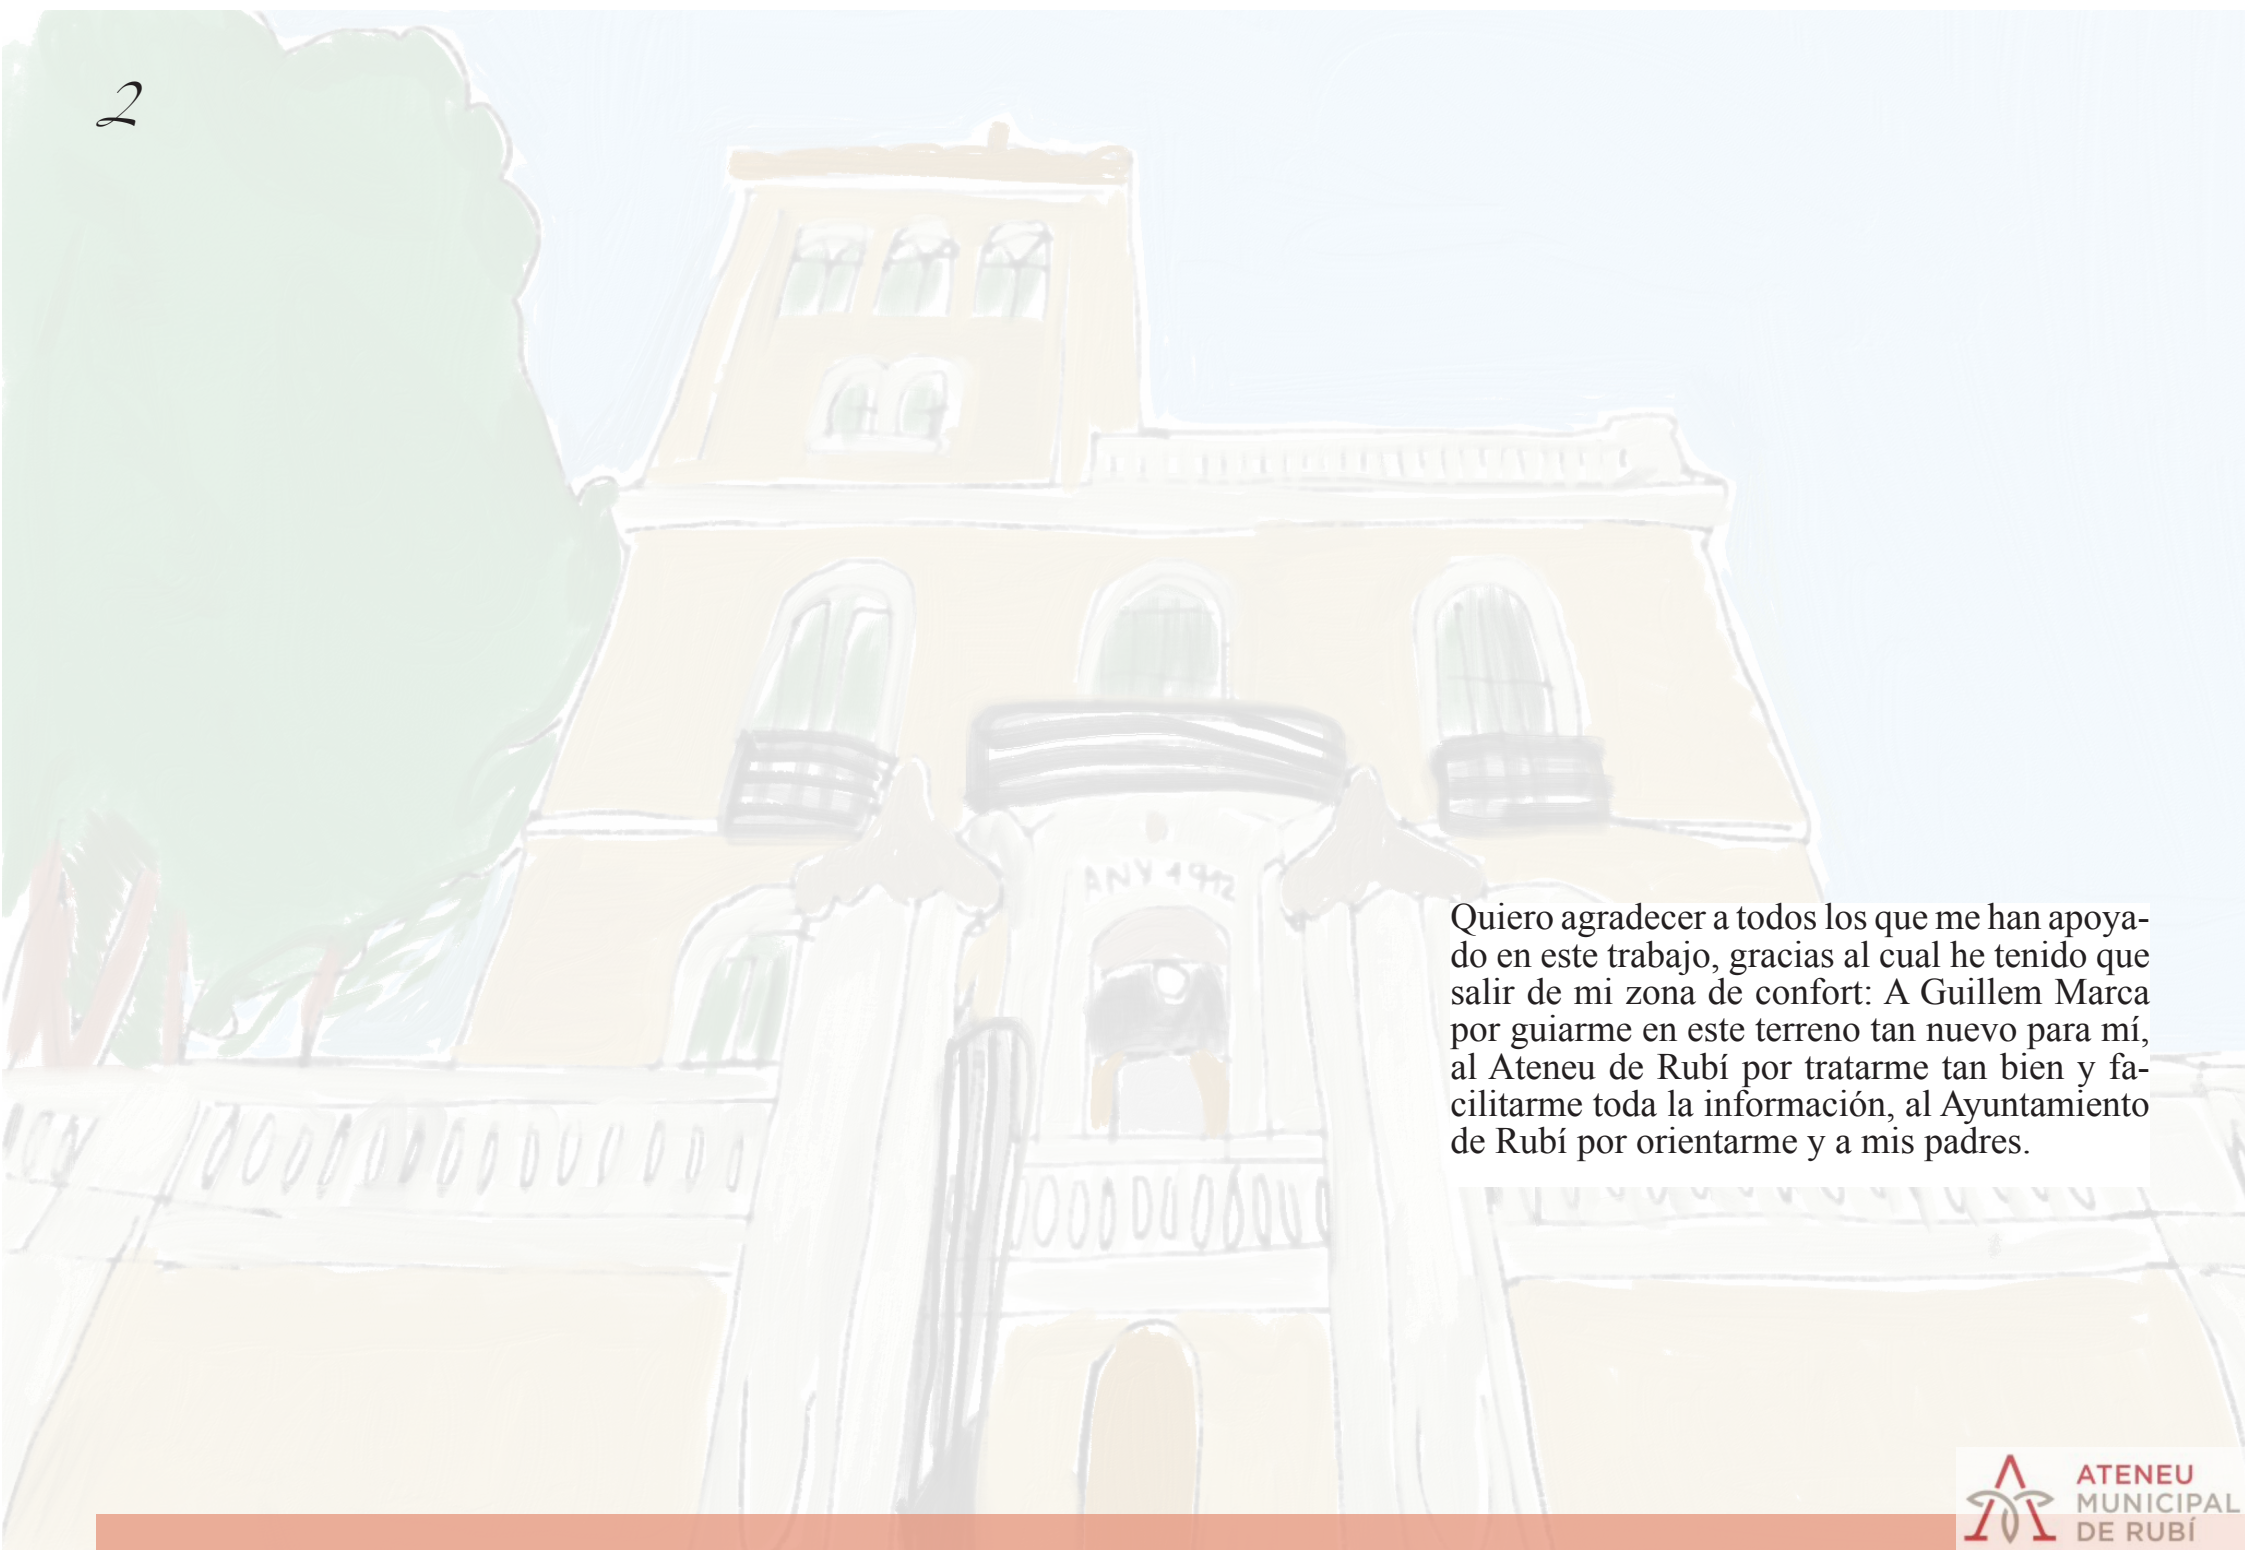 2
ANY 1912
Quiero agradecer a todos los que me han apoya-
do en este trabajo, gracias al cual he tenido que
salir de mi zona de confort: A Guillem Marca
por guiarme en este terreno tan nuevo para mí,
al Ateneu de Rubí por tratarme tan bien y fa-
cilitarme toda la información, al Ayuntamiento
de Rubí por orientarme y a mis padres.
ATENEU
MUNICIPAL
DE RUBÍ